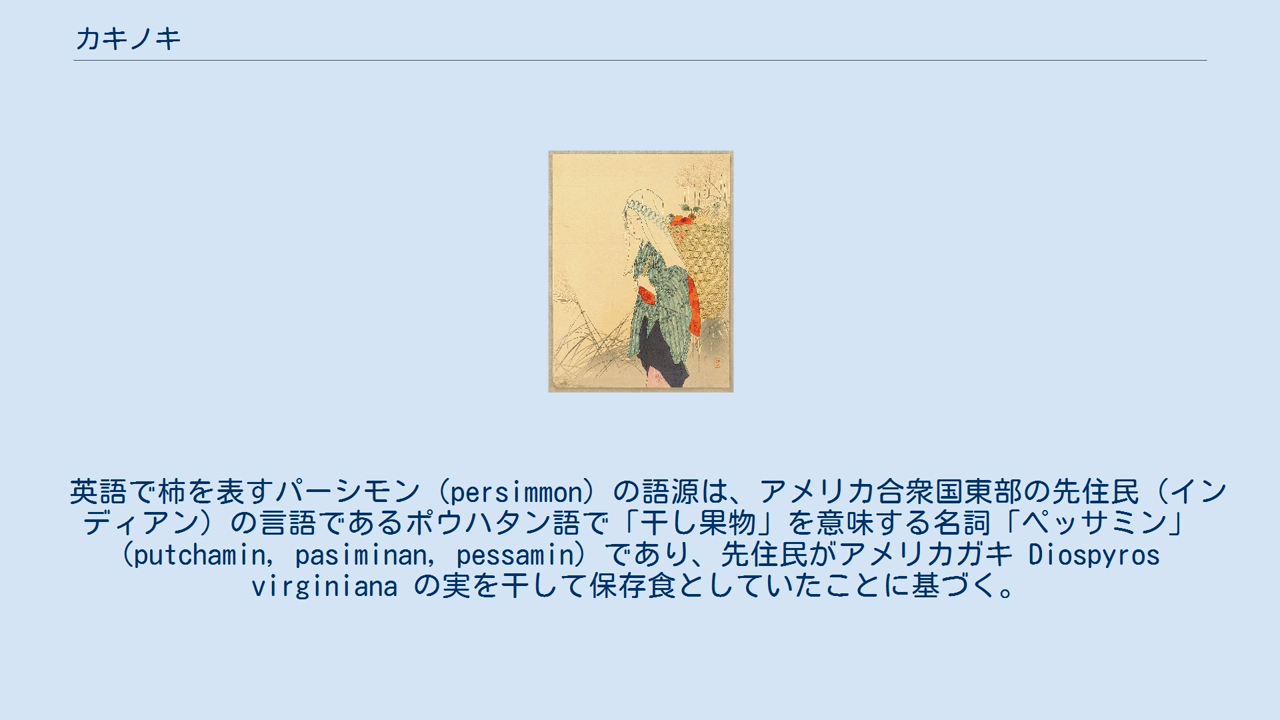 カキノキ
英語で柿を表すパーシモン（persimmon）の語源は、アメリカ合衆国東部の先住民（イン
ディアン）の言語であるポウハタン語で「干し果物」を意味する名詞「ペッサミン」
（putchamin, pasiminan, pessamin）であり、先住民がアメリカガキ Diospyros
virginiana の実を干して保存食としていたことに基づく。